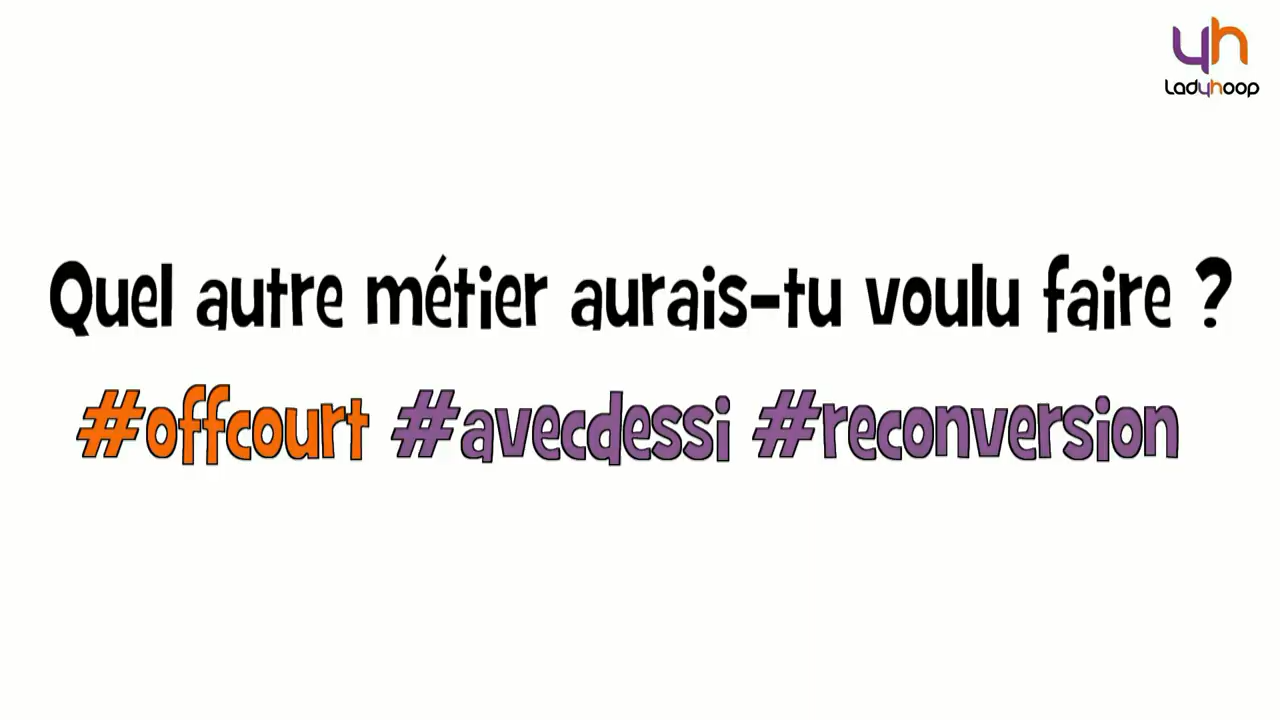 yh
Ladyhoop
Quel autre métier aurais-tu voulu faire ?
#offcourt #avecdessi #reconversion